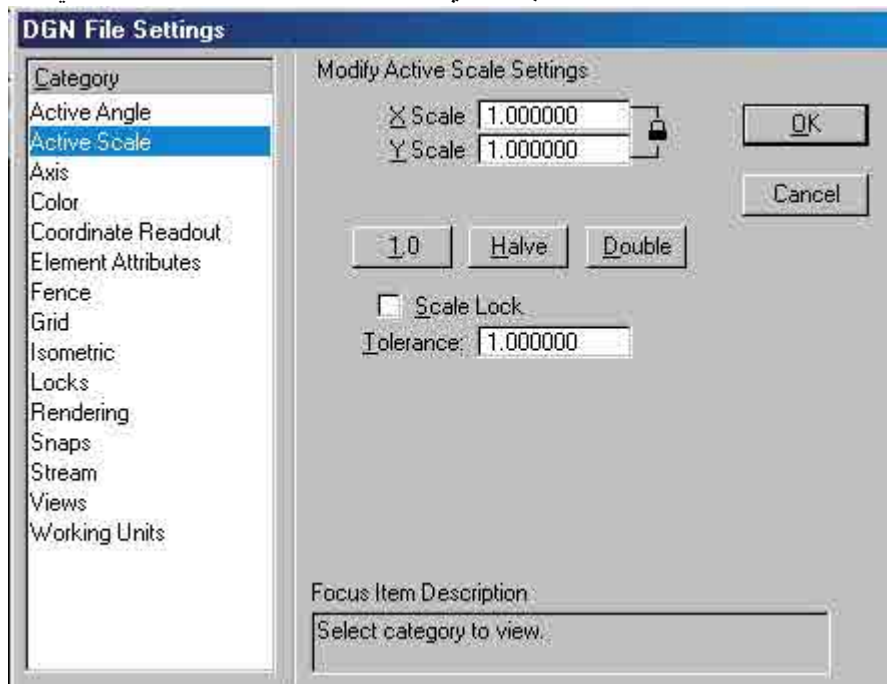 DGN File Settings
Category
Active Angle
Active Scale
Axis
Color
Coordinate Readout
Element Attributes
Fence
Grid
Isometric
Locks
Rendering
Snaps
Stream
Views
Working Units
Modify Active Scale Settings
X Scale 1.000000
Y Scale 1.000000
OK
Cancel
1.0 Halve Double
Scale Lock
Tolerance: 1.000000
Focus Item Description
Select category to view.